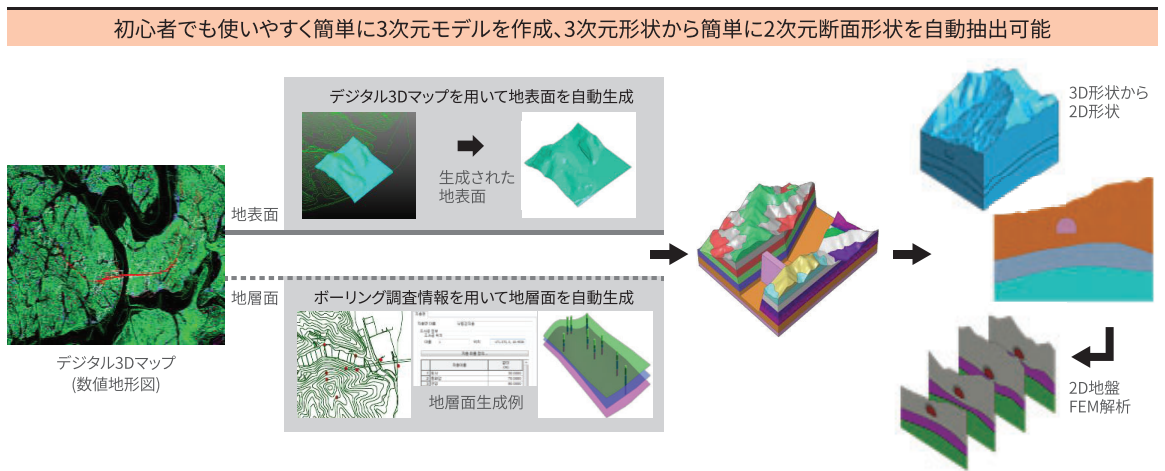 初心者でも使いやすく簡単に3次元モデルを作成、3次元形状から簡単に2次元断面形状を自動抽出可能
デジタル3Dマップを用いて地表面を自動生成
生成された
地表面
地表面
地層面
ボーリング調査情報を用いて地層面を自動生成
地層面生成例
デジタル3Dマップ
(数値地形図)
3D形状から
2D形状
2D地盤
FEM解析